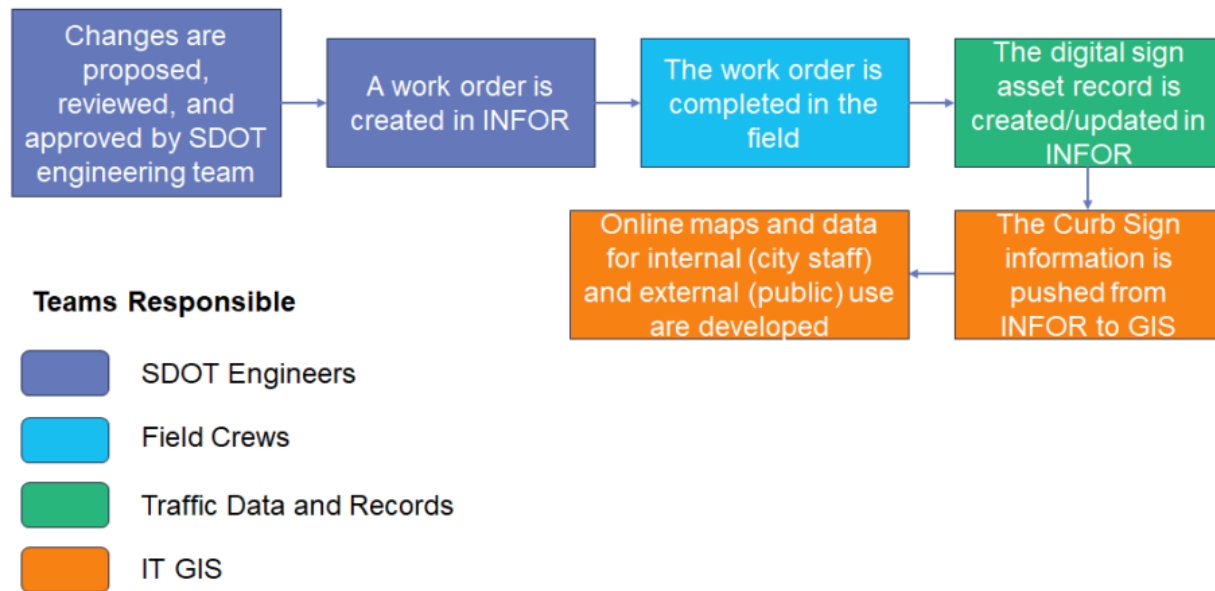 Changes are
proposed,
reviewed, and
approved by SDOT
engineering team
A work order is
created in INFOR
The work order is
completed in the
field
The digital sign
asset record is
created/updated in
INFOR
The Curb Sign
information is
pushed from
INFOR to GIS
Online maps and data
for internal (city staff)
and external (public) use
are developed
Teams Responsible
SDOT Engineers
Field Crews
Traffic Data and Records
IT GIS